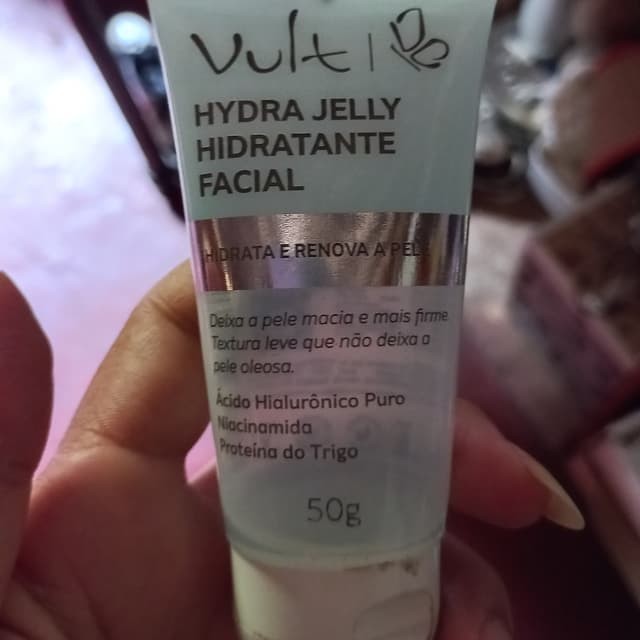 Vult
HYDRA JELLY
HIDRATANTE
FACIAL
HIDRATA E RENOVA A PELE
Deixa a pele macia e mais firme
Textura leve que não deixa a
pele oleosa.
Ácido Hialurônico Puro
Niacinamida
Proteína do Trigo
50g